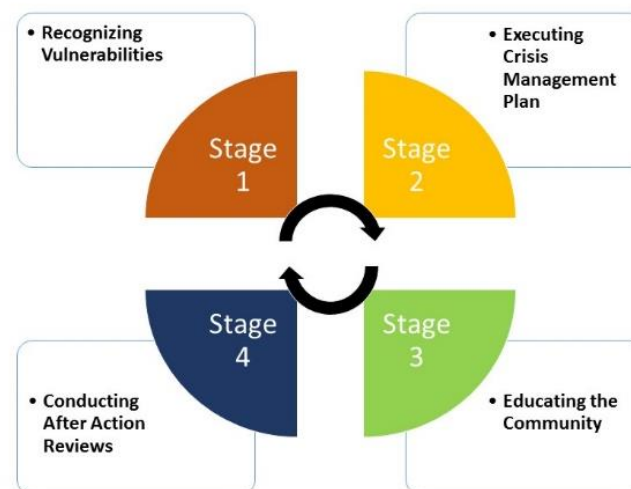 • Recognizing
Vulnerabilities
• Executing
Crisis
Management
Plan
Stage
1
Stage
2
Stage
4
Stage
3
• Conducting
After Action
Reviews
• Educating the
Community